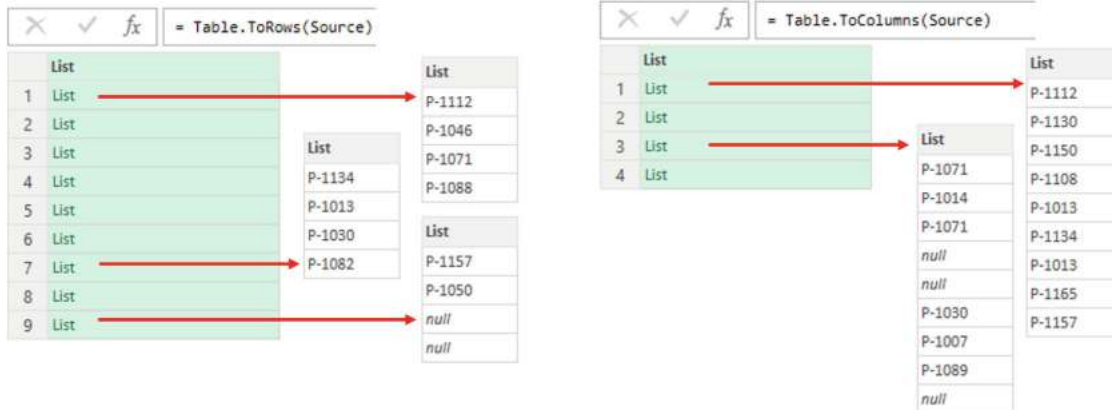 fx = Table.ToRows(Source)
List
1 List
2 List
3 List
4 List
5 List
6 List
7 List
8 List
9 List
List
P-1134
P-1013
P-1030
P-1082
List
P-1112
P-1046
P-1071
P-1088
List
P-1157
P-1050
null
null
fx = Table.ToColumns(Source)
List
1 List
2 List
3 List
4 List
List
P-1071
P-1014
P-1071
null
null
P-1030
P-1007
P-1089
null
List
P-1112
P-1130
P-1150
P-1108
P-1013
P-1134
P-1013
P-1165
P-1157